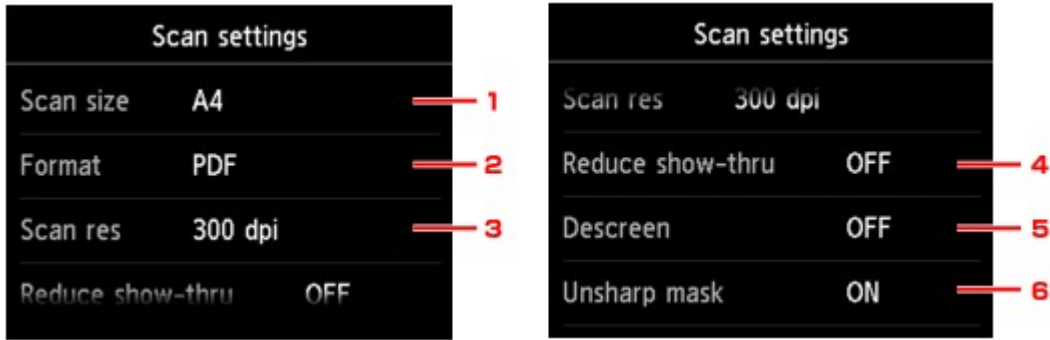 Scan settings
Scan size A4 1
Format PDF 2
Scan res 300 dpi 3
Reduce show-thru OFF
Scan settings
Scan res 300 dpi
Reduce show-thru OFF 4
Descreen OFF 5
Unsharp mask ON 6